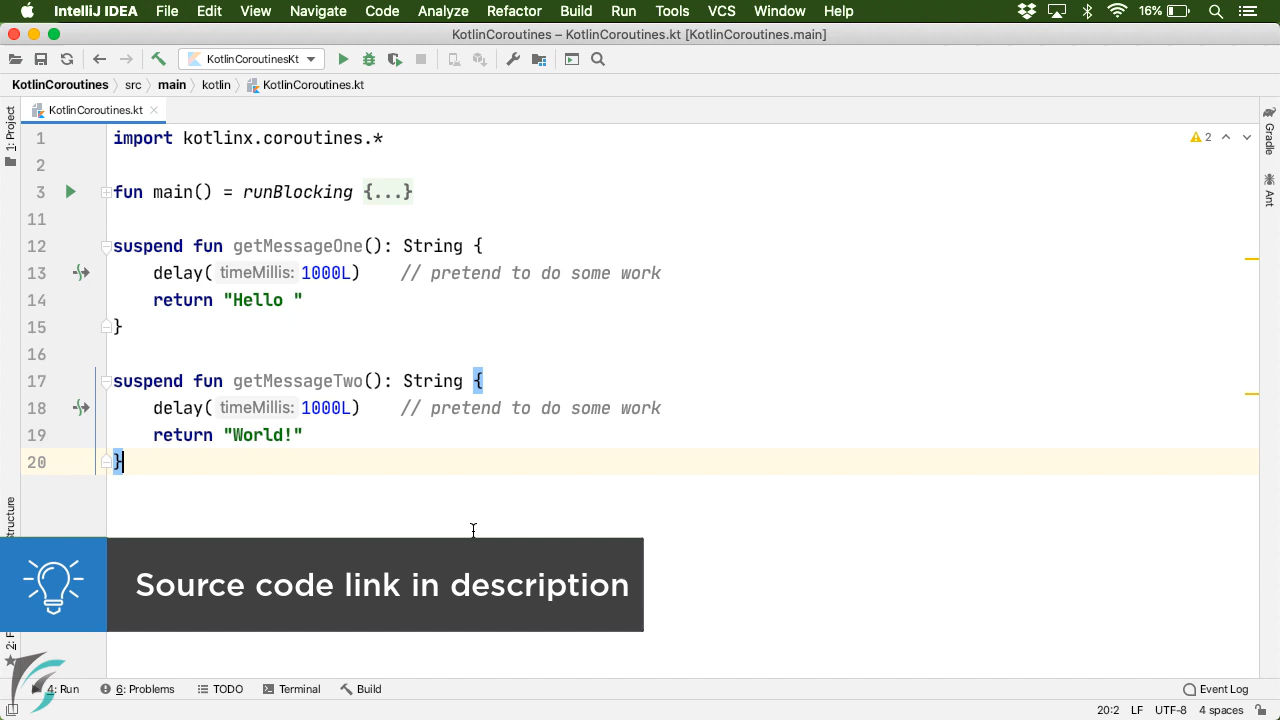 IntelliJ IDEA File Edit View Navigate Code Analyze Refactor Build Run Tools VCS Window Help 16%
KotlinCoroutines – KotlinCoroutines.kt [KotlinCoroutines.main]
KotlinCoroutinesKt
KotlinCoroutines src main kotlin KotlinCoroutines.kt
KotlinCoroutines.kt
1: Project
Gradle
Ant
1 import kotlinx.coroutines.*
2
2
3 fun main() = runBlocking {...}
11
12 suspend fun getMessageOne(): String {
13 delay( timeMillis: 1000L) // pretend to do some work
14 return "Hello "
15 }
16
17 suspend fun getMessageTwo(): String {
18 delay( timeMillis: 1000L) // pretend to do some work
19 return "World!"
20 }
Source code link in description
4: Run 6: Problems TODO Terminal Build Event Log
20:2 LF UTF-8 4 spaces